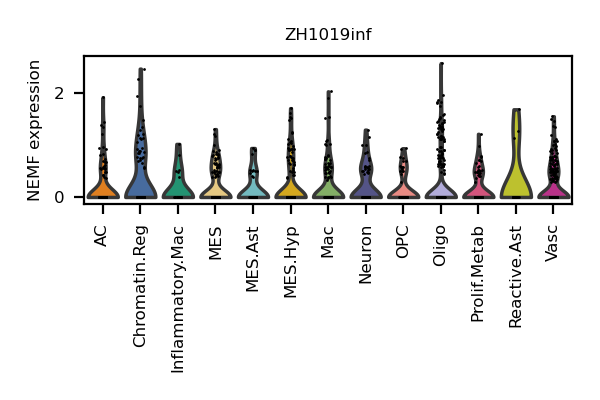 ZH1019inf
NEMF expression
2
0
AC
Chromatin.Reg
Inflammatory.Mac
MES
MES.Ast
MES.Hyp
Mac
Neuron
OPC
Oligo
Prolif.Metab
Reactive.Ast
Vasc